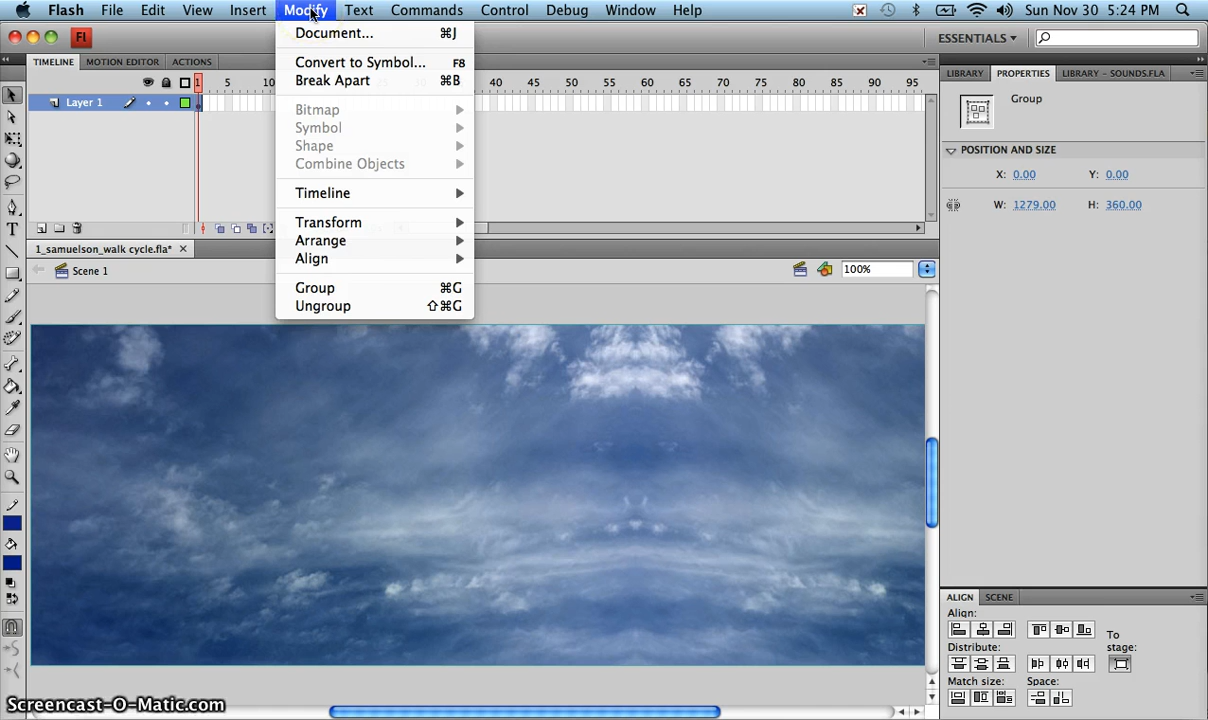 Flash File Edit View Insert Modify Text Commands Control Debug Window Help Sun Nov 30 5:24 PM
Fl ESSENTIALS
TIMELINE MOTION EDITOR ACTIONS
1 5 10 45 50 55 60 65 70 75 80 85 90 95
Layer 1
Document... ⌘J
Convert to Symbol... F8
Break Apart ⌘B
Bitmap
Symbol
Shape
Combine Objects
Timeline
Transform
Arrange
Align
Group ⌘G
Ungroup ⇧⌘G
1_samuelson_walk cycle.fla*
Scene 1 100%
LIBRARY PROPERTIES LIBRARY – SOUNDS.FLA
Group
POSITION AND SIZE
X: 0.00 Y: 0.00
W: 1279.00 H: 360.00
ALIGN SCENE
Align:
To
stage:
Distribute:
Match size: Space:
Screencast-O-Matic.com